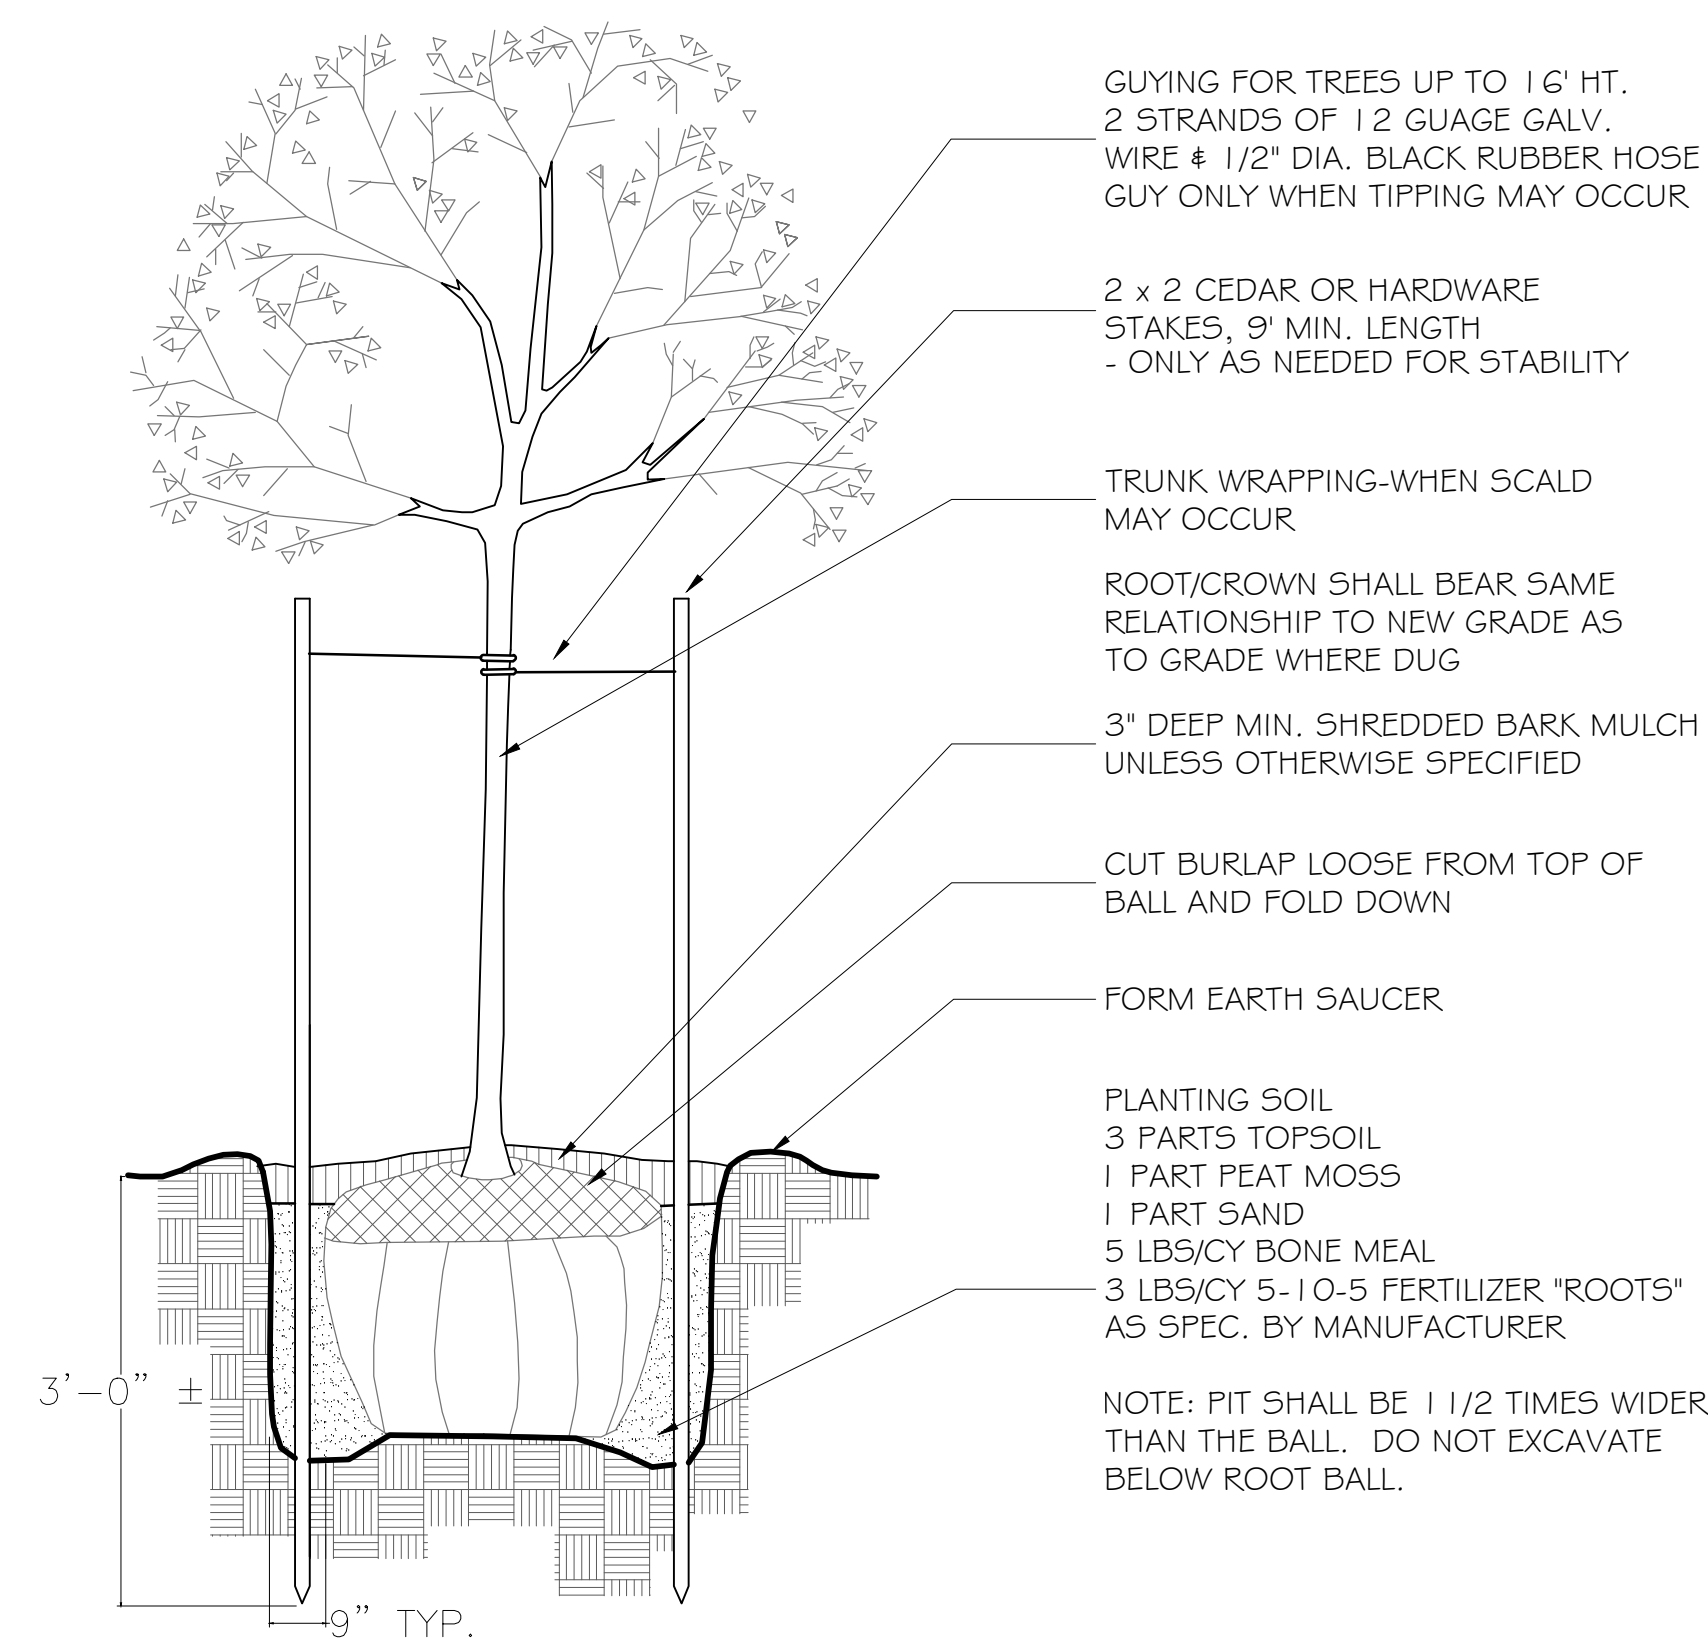 GUYING FOR TREES UP TO 16' HT.
2 STRANDS OF 12 GUAGE GALV.
WIRE & 1/2" DIA. BLACK RUBBER HOSE
GUY ONLY WHEN TIPPING MAY OCCUR
2 x 2 CEDAR OR HARDWARE
STAKES, 9' MIN. LENGTH
- ONLY AS NEEDED FOR STABILITY
TRUNK WRAPPING-WHEN SCALD
MAY OCCUR
ROOT/CROWN SHALL BEAR SAME
RELATIONSHIP TO NEW GRADE AS
TO GRADE WHERE DUG
3" DEEP MIN. SHREDDED BARK MULCH
UNLESS OTHERWISE SPECIFIED
CUT BURLAP LOOSE FROM TOP OF
BALL AND FOLD DOWN
FORM EARTH SAUCER
PLANTING SOIL
3 PARTS TOPSOIL
1 PART PEAT MOSS
1 PART SAND
5 LBS/CY BONE MEAL
3 LBS/CY 5-10-5 FERTILIZER "ROOTS"
AS SPEC. BY MANUFACTURER
NOTE: PIT SHALL BE 1 1/2 TIMES WIDER
THAN THE BALL. DO NOT EXCAVATE
BELOW ROOT BALL.
3'-0" ±
9" TYP.